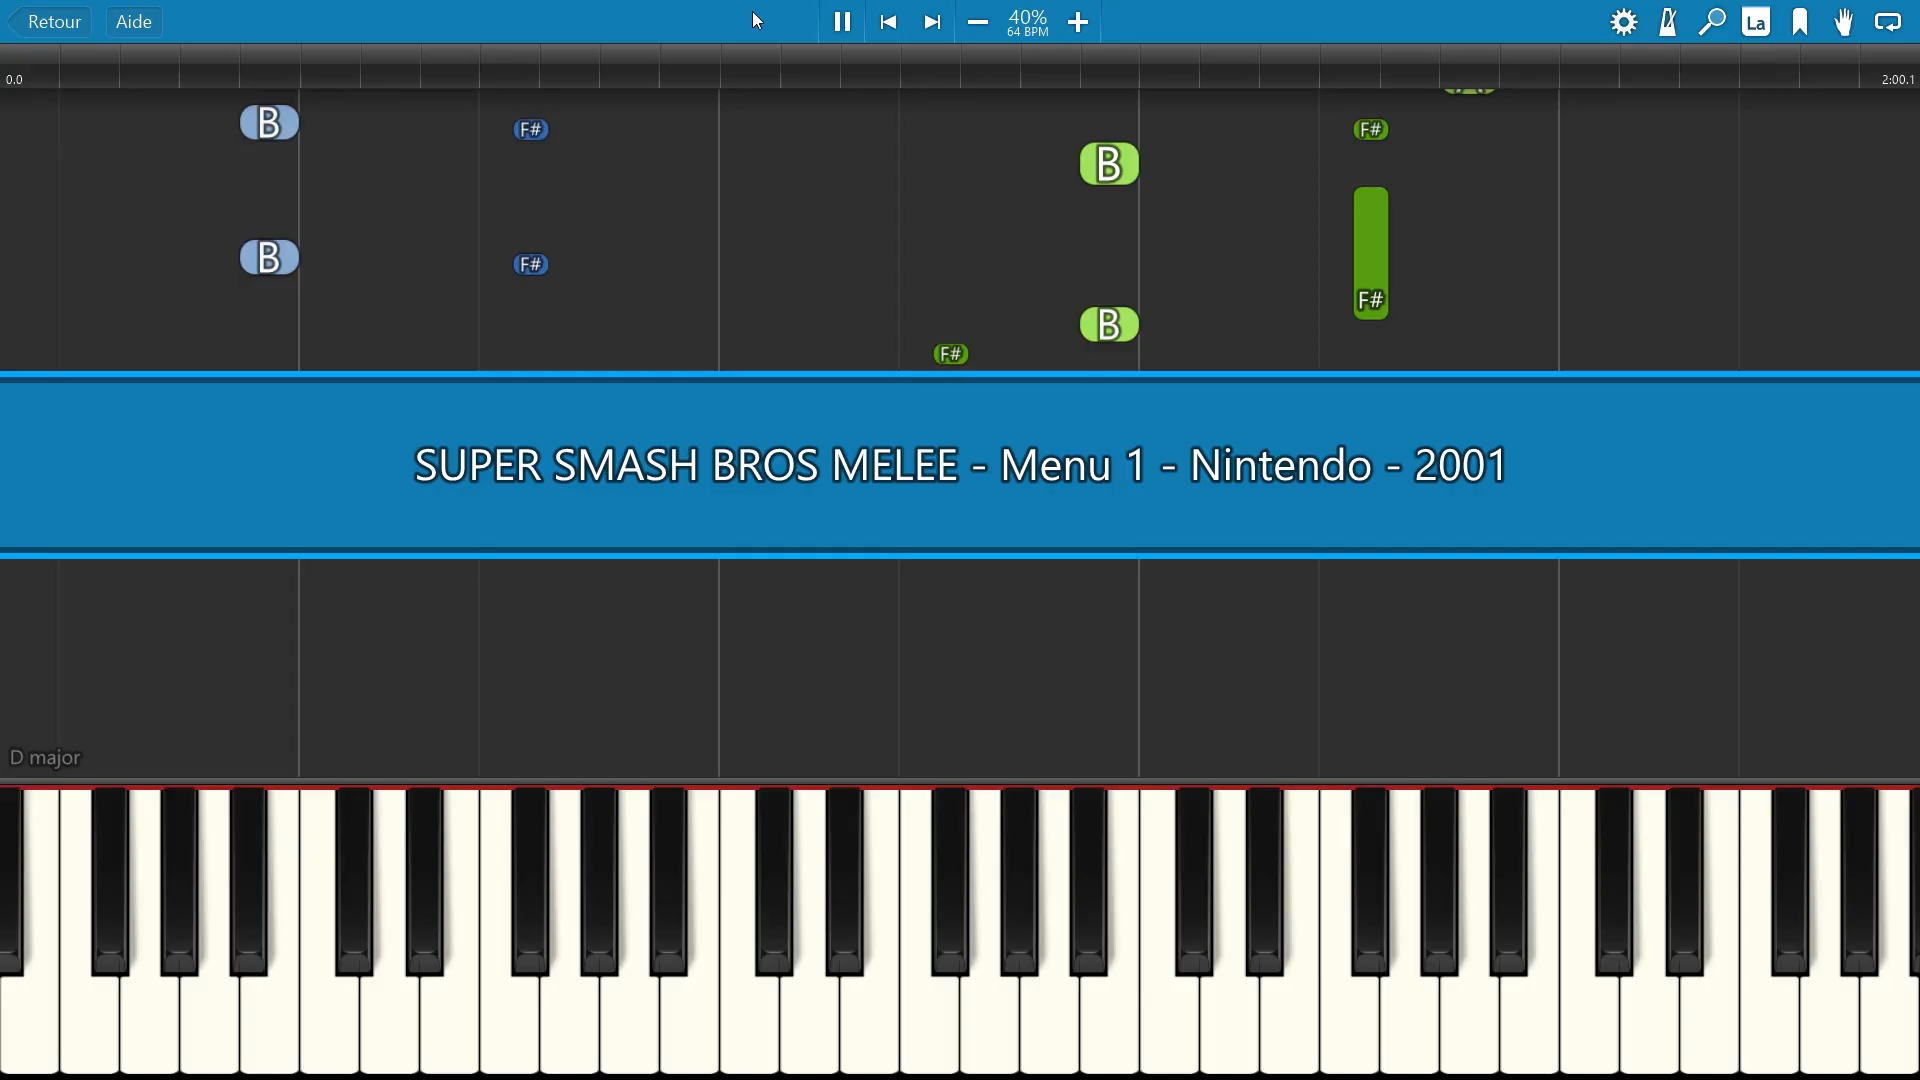 Retour Aide 40% La
64 BPM
0.0 2:00.1
B F# F#
B
B F#
F#
B
F#
SUPER SMASH BROS MELEE - Menu 1 - Nintendo - 2001
D major